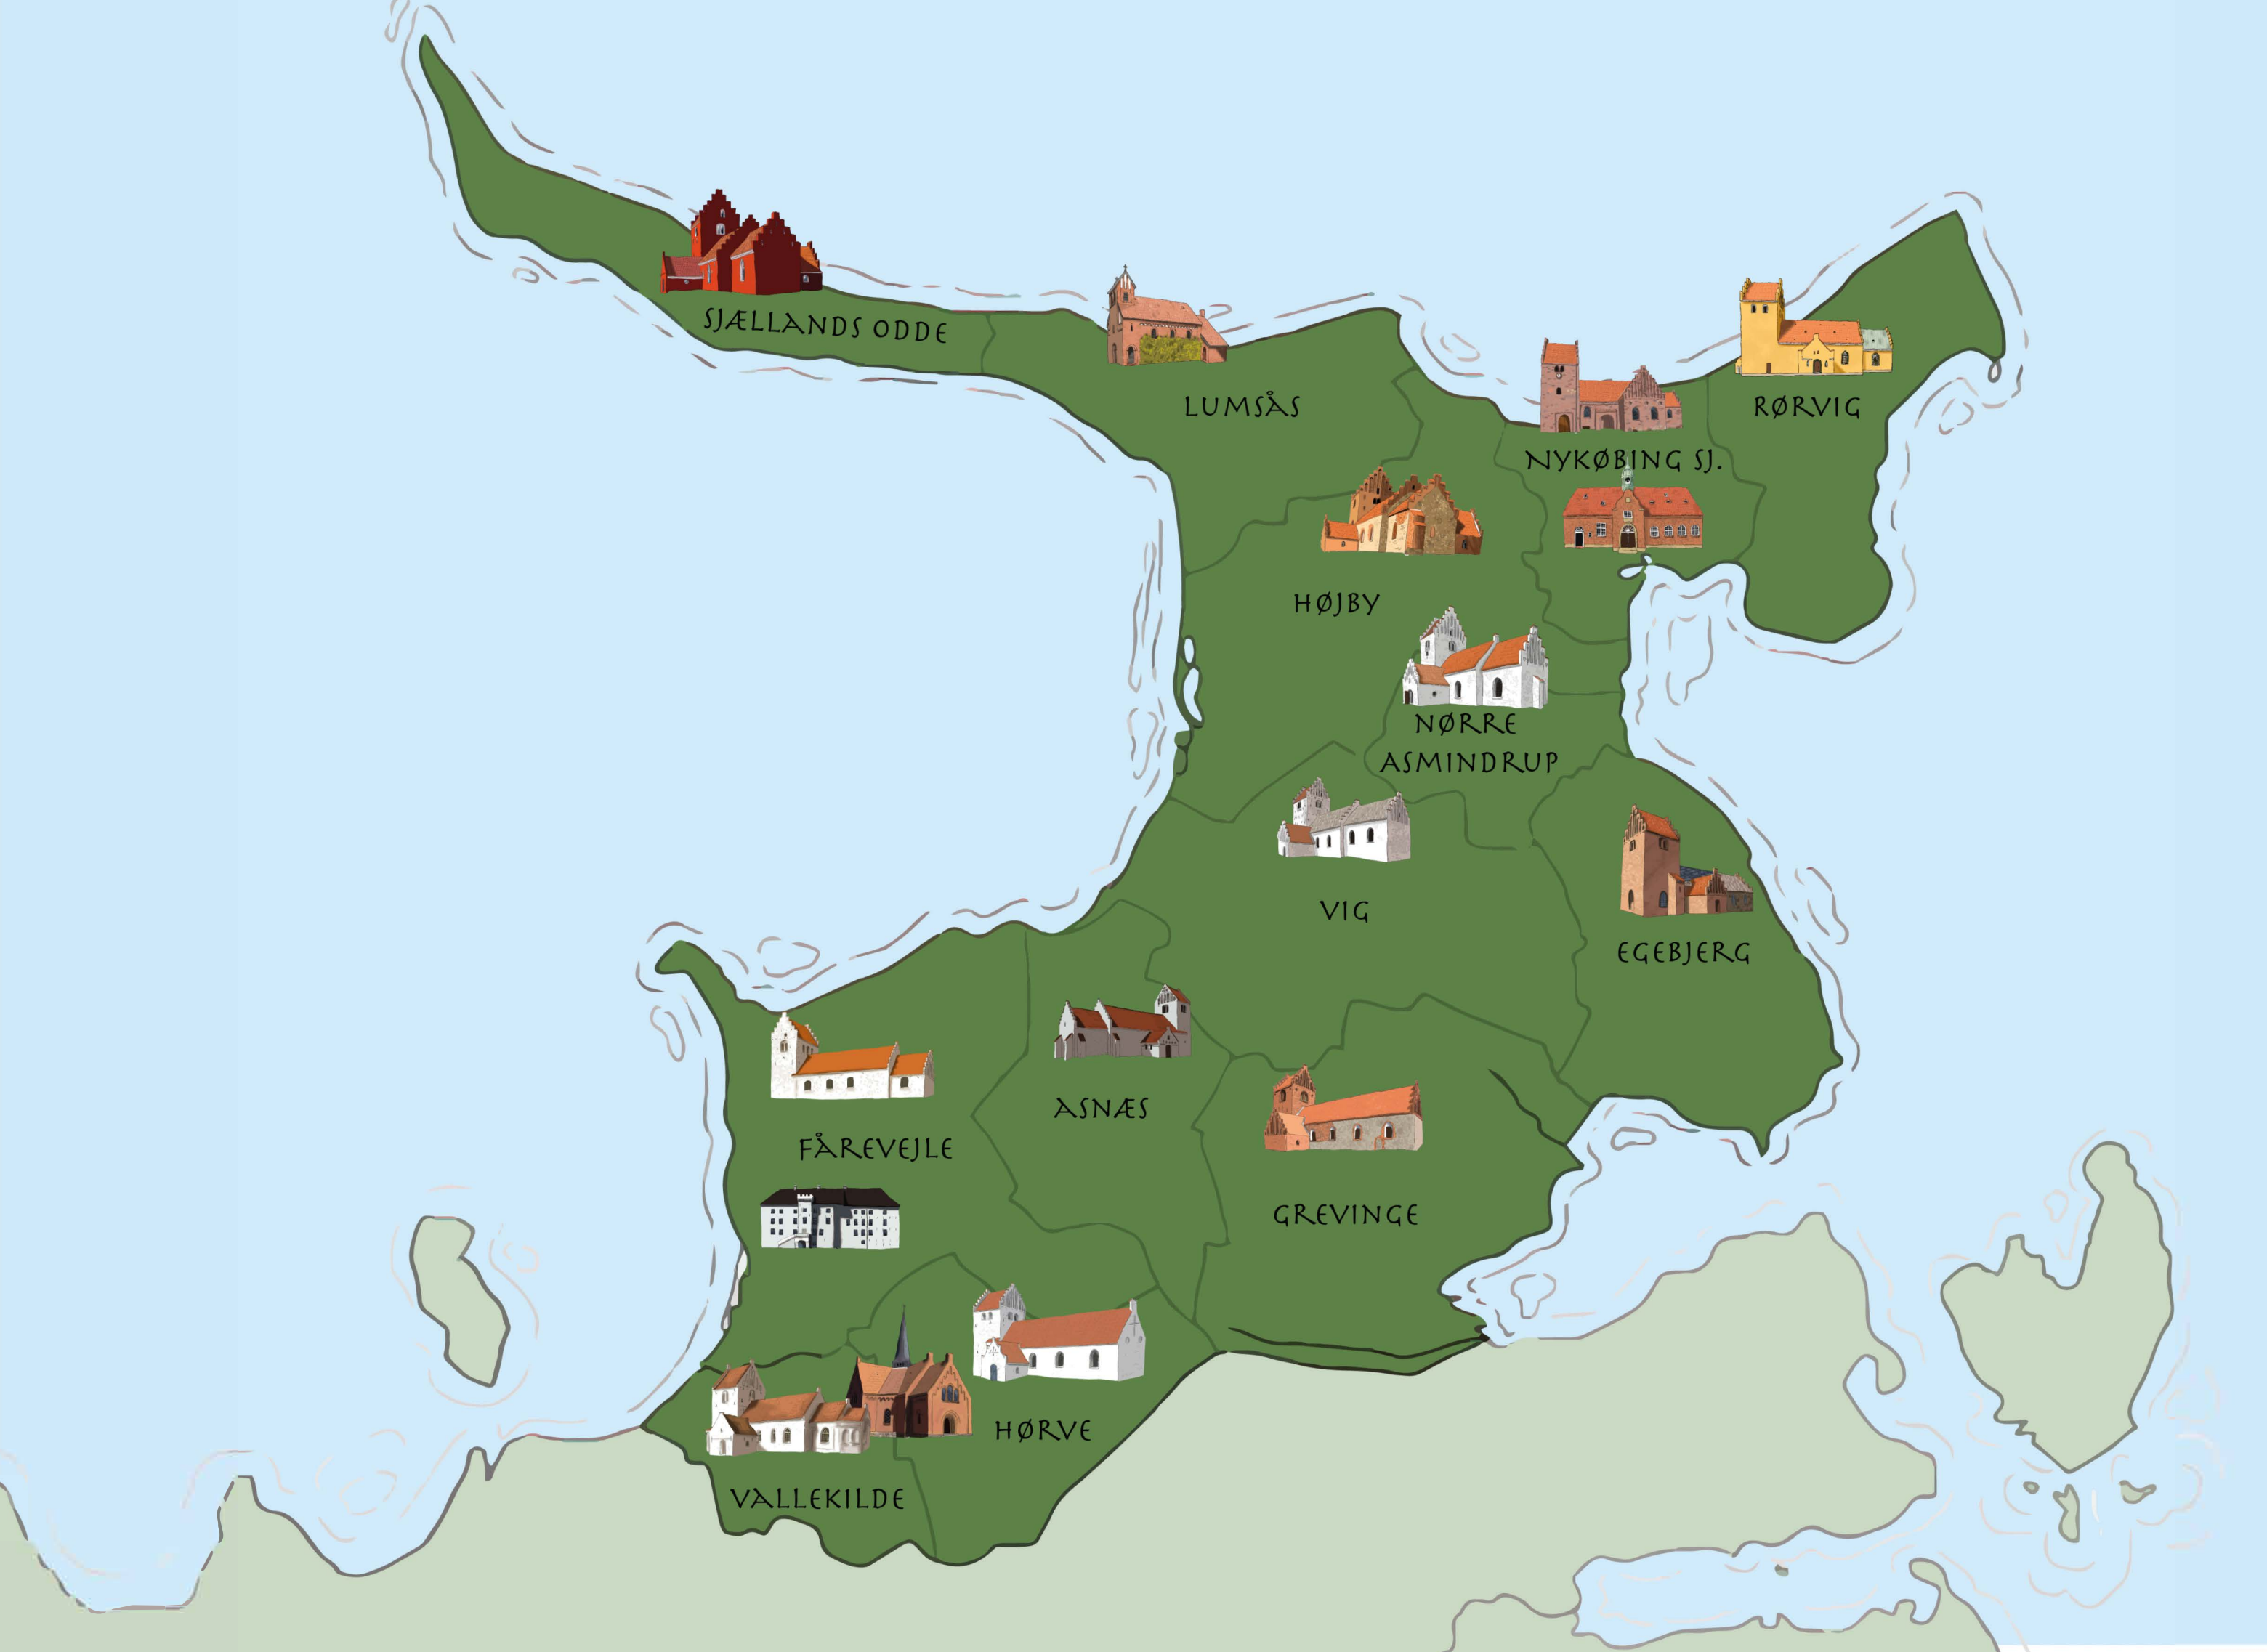 SJÆLLANDS ODDE
LUMSÅS
RØRVIG
NYKØBING SJ.
HØJBY
NØRRE
ASMINDRUP
VIG
EGEBJERG
ASNÆS
FÅREVEJLE
GREVINGE
HØRVE
VALLEKILDE